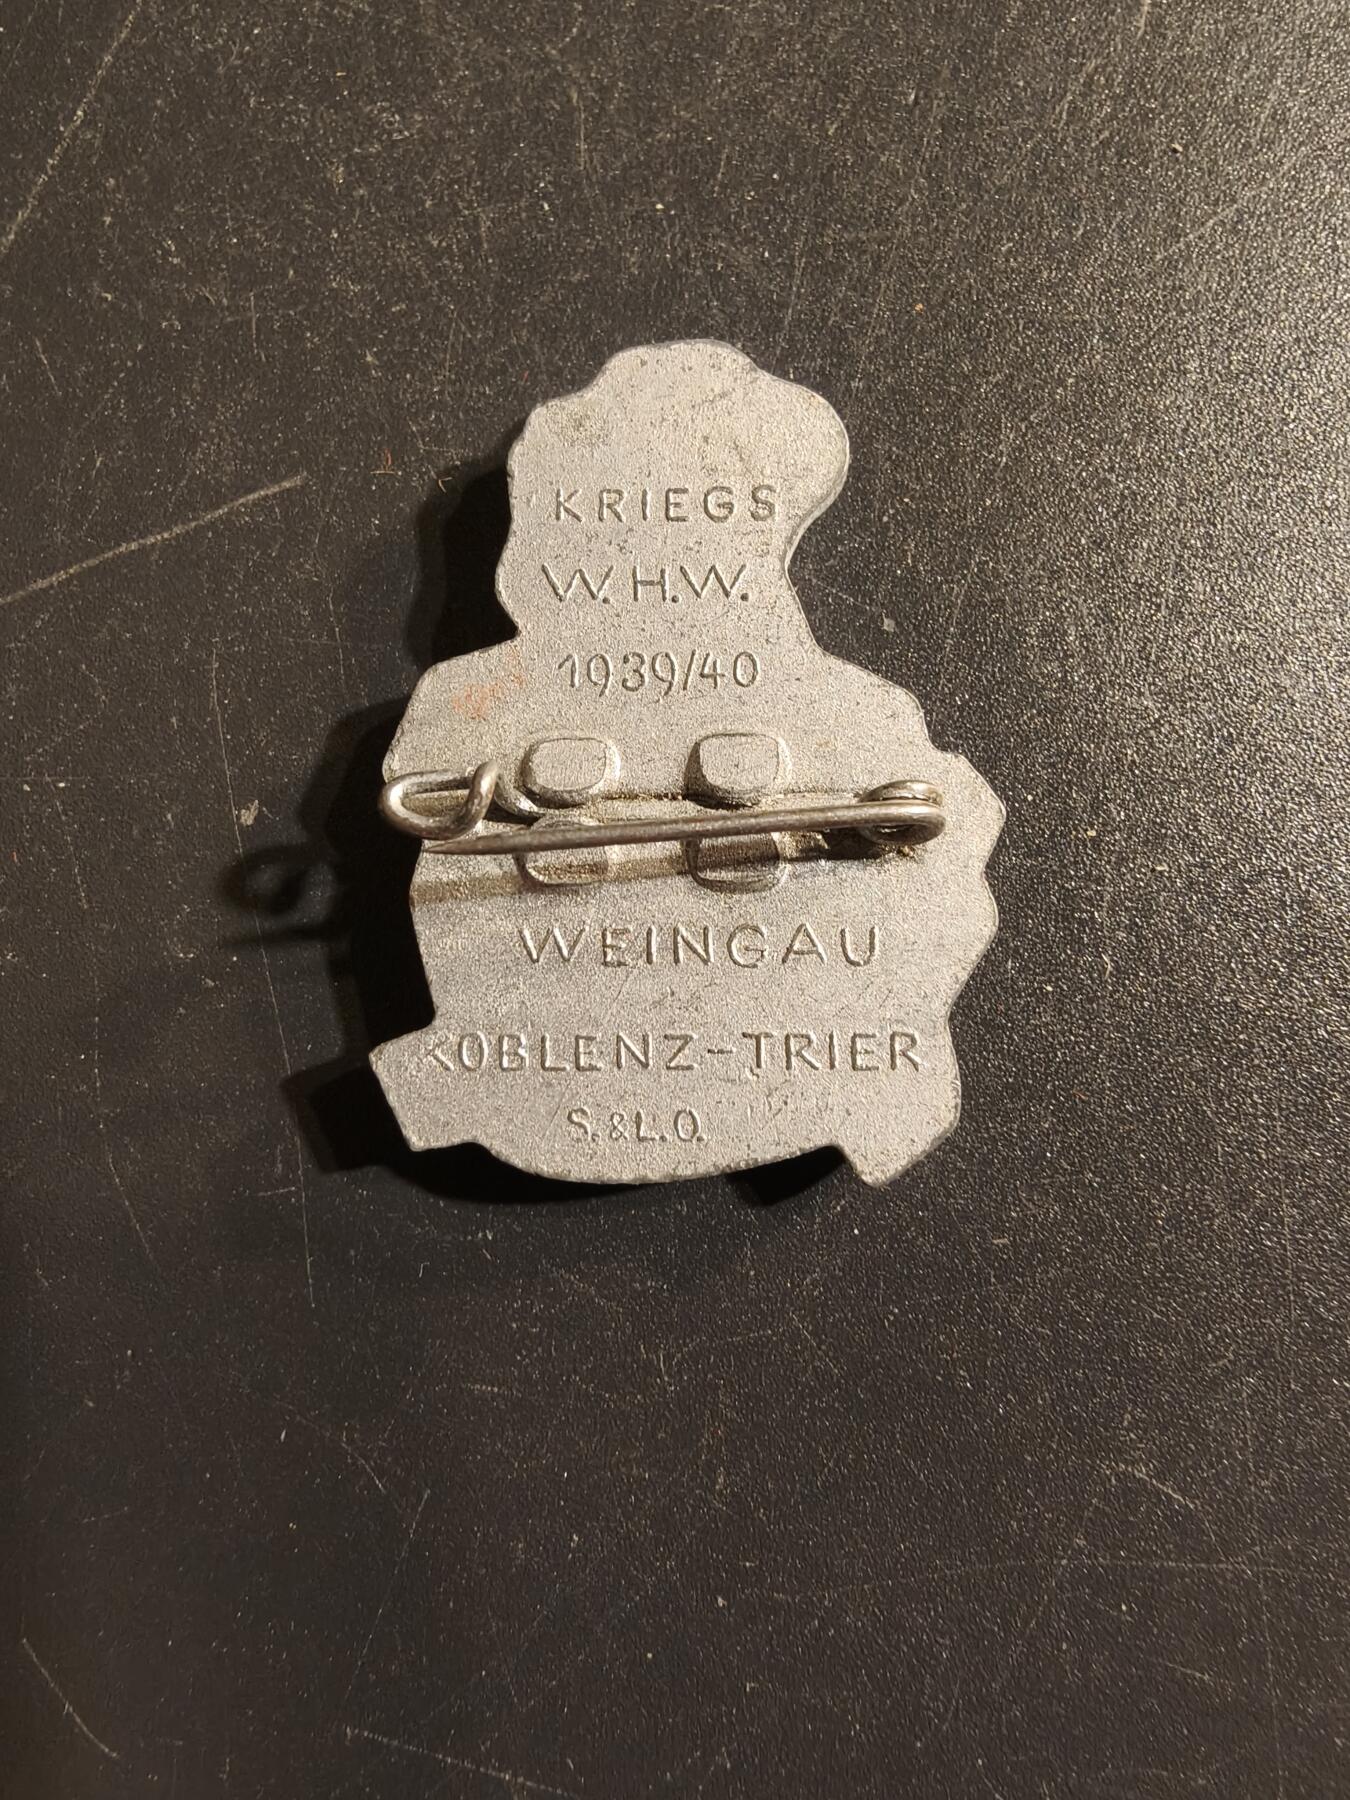 KRIEGS
W.H.W.
1939/40
WEINGAU
KOBLENZ-TRIER
S.&L.O.